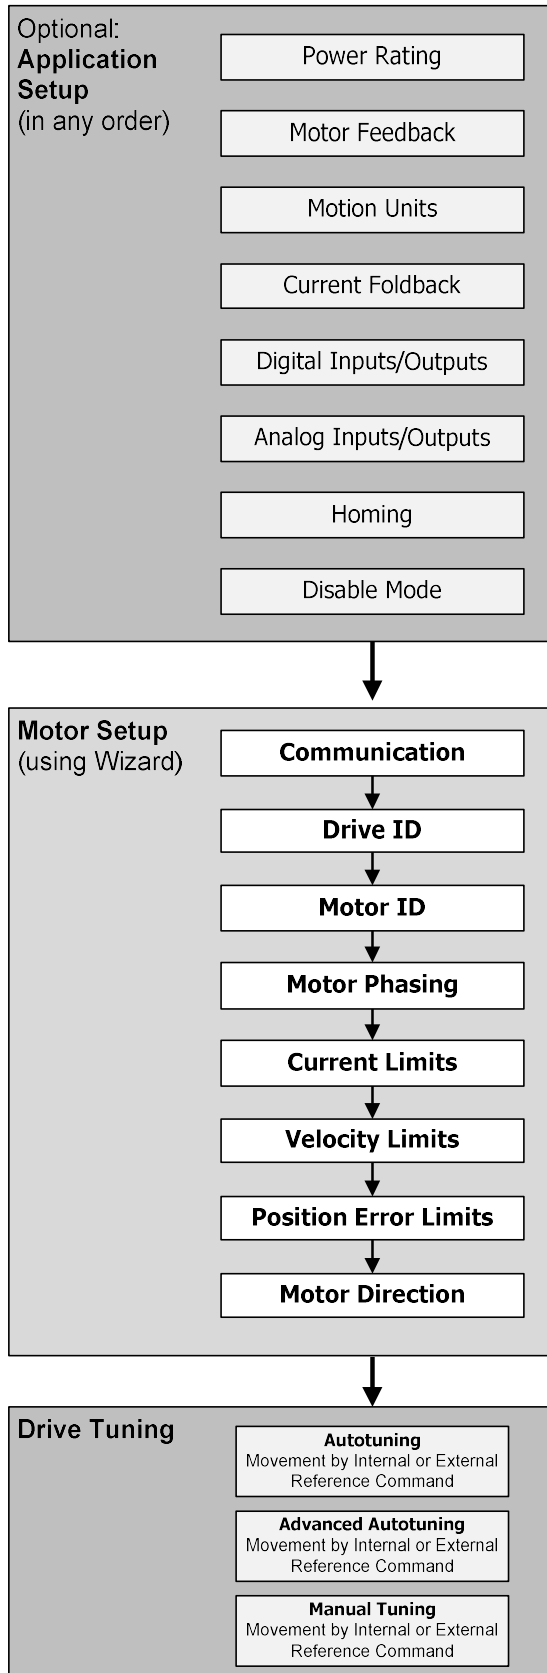 Optional:
Application
Setup
(in any order)
Power Rating
Motor Feedback
Motion Units
Current Foldback
Digital Inputs/Outputs
Analog Inputs/Outputs
Homing
Disable Mode
Motor Setup
(using Wizard)
Communication
Drive ID
Motor ID
Motor Phasing
Current Limits
Velocity Limits
Position Error Limits
Motor Direction
Drive Tuning
Autotuning
Movement by Internal or External
Reference Command
Advanced Autotuning
Movement by Internal or External
Reference Command
Manual Tuning
Movement by Internal or External
Reference Command